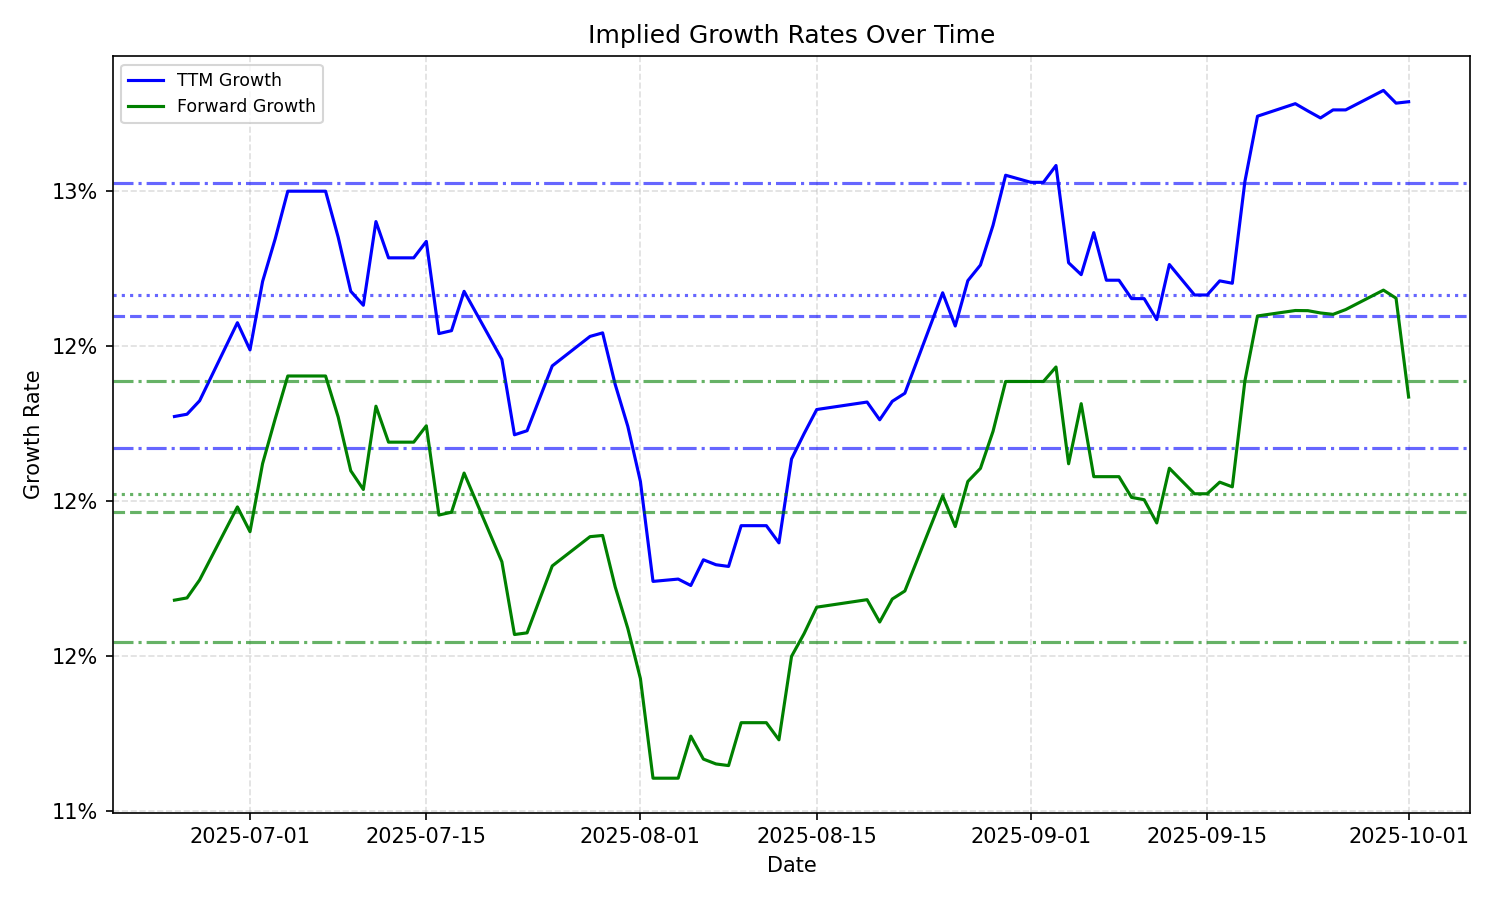 Implied Growth Rates Over Time
TTM Growth
Forward Growth
13%
12%
12%
12%
11%
Growth Rate
2025-07-01
2025-07-15
2025-08-01
2025-08-15
2025-09-01
2025-09-15
2025-10-01
Date